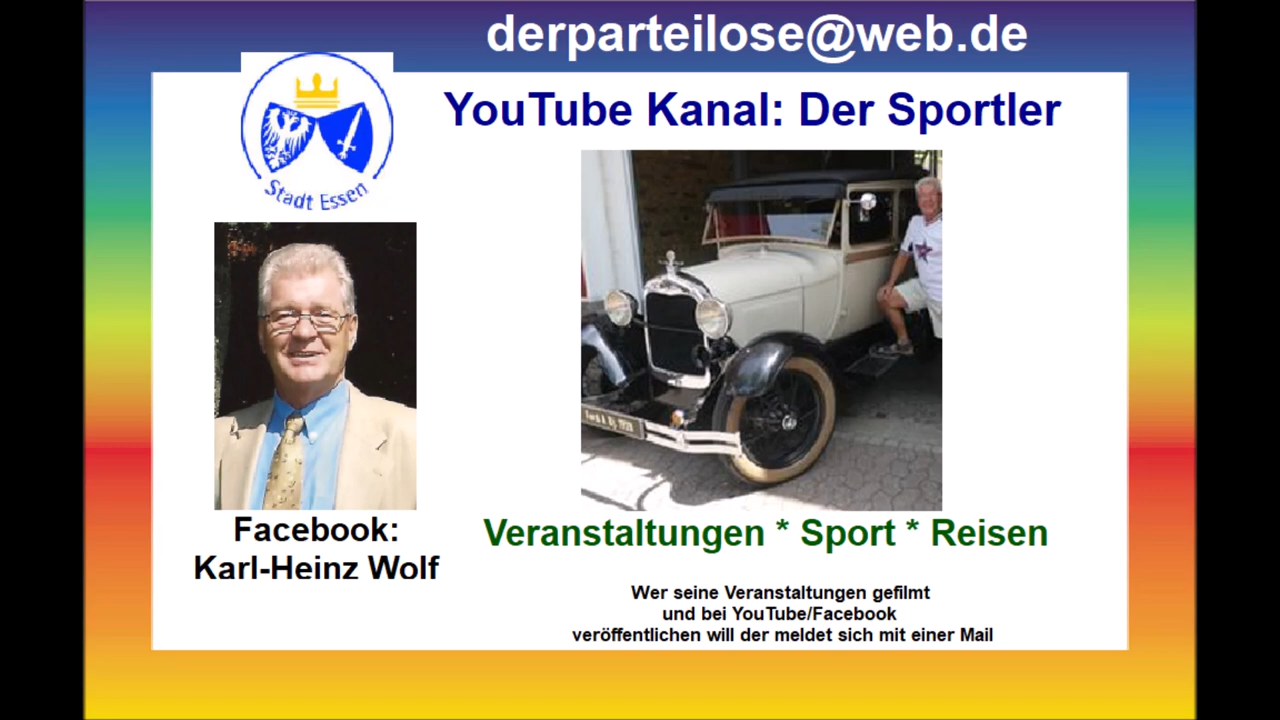 derparteilose@web.de
YouTube Kanal: Der Sportler
Stadt Essen
Facebook:
Karl-Heinz Wolf
Veranstaltungen * Sport * Reisen
Wer seine Veranstaltungen gefilmt
und bei YouTube/Facebook
veröffentlichen will der meldet sich mit einer Mail